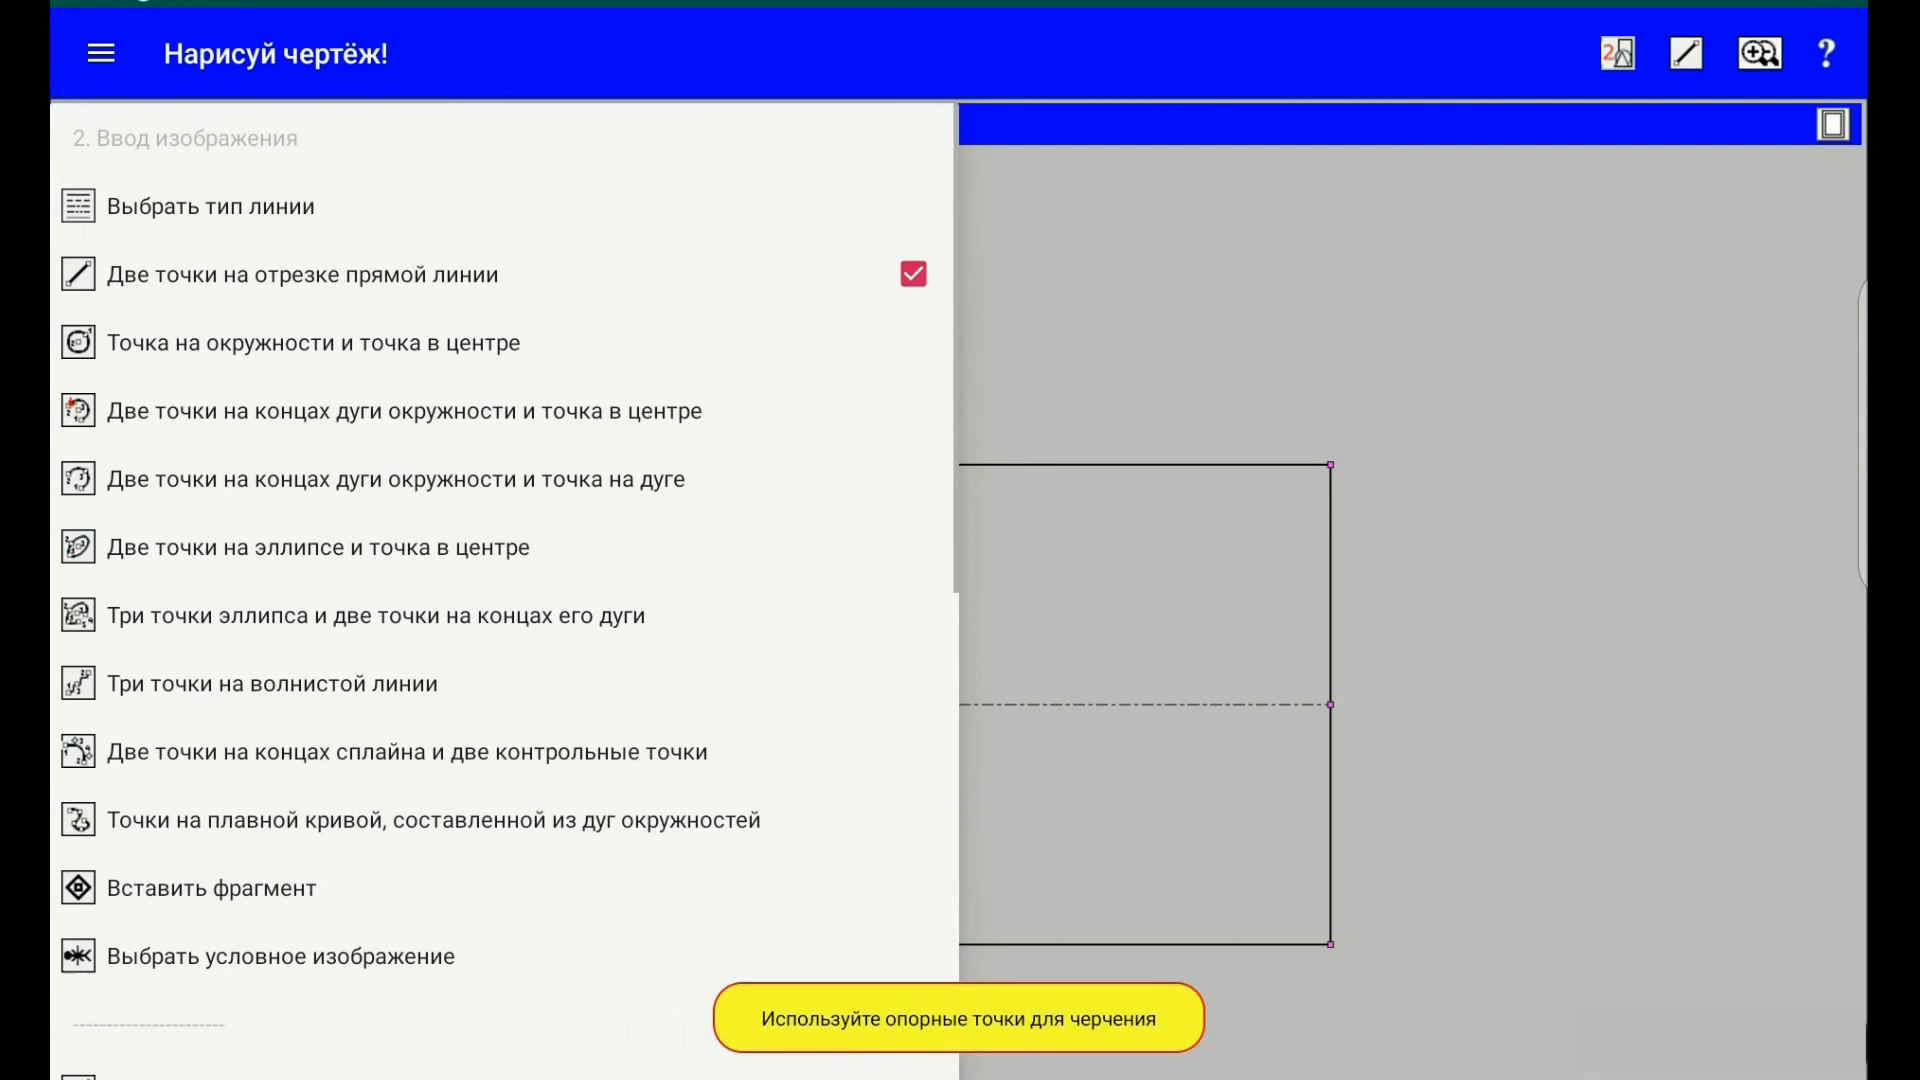 Нарисуй чертёж!
2. Ввод изображения
Выбрать тип линии
Две точки на отрезке прямой линии
Точка на окружности и точка в центре
Две точки на концах дуги окружности и точка в центре
Две точки на концах дуги окружности и точка на дуге
Две точки на эллипсе и точка в центре
Три точки эллипса и две точки на концах его дуги
Три точки на волнистой линии
Две точки на концах сплайна и две контрольные точки
Точки на плавной кривой, составленной из дуг окружностей
Вставить фрагмент
Выбрать условное изображение
-----------------------
Используйте опорные точки для черчения